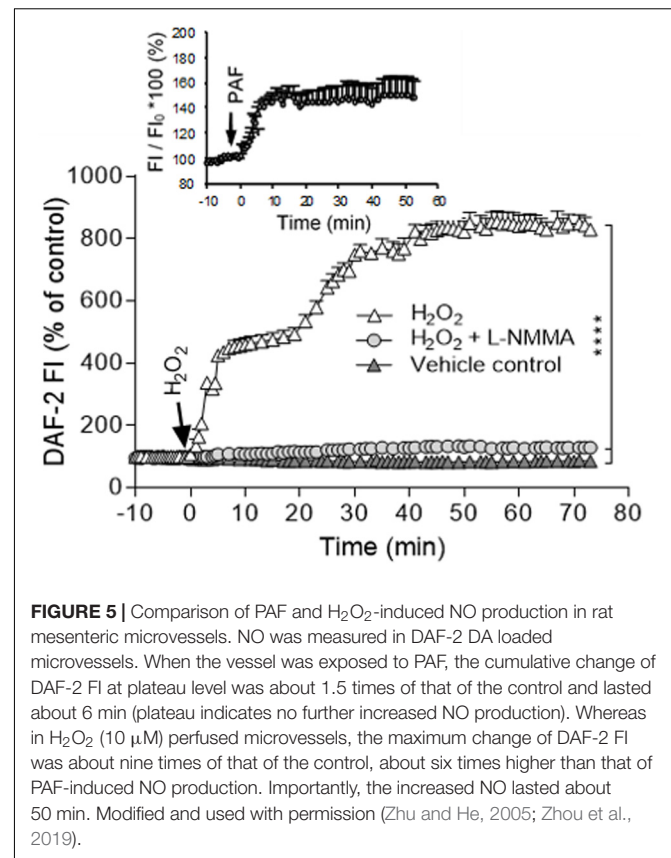 FI / FI₀ *100 (%)
180
160
140
120
100
80
PAF
-10 0 10 20 30 40 50 60
Time (min)
DAF-2 FI (% of control)
1000
800
600
400
200
0
H₂O₂
H₂O₂
H₂O₂ + L-NMMA
Vehicle control
****
-10 0 10 20 30 40 50 60 70 80
Time (min)
FIGURE 5 | Comparison of PAF and H₂O₂-induced NO production in rat
mesenteric microvessels. NO was measured in DAF-2 DA loaded
microvessels. When the vessel was exposed to PAF, the cumulative change of
DAF-2 FI at plateau level was about 1.5 times of that of the control and lasted
about 6 min (plateau indicates no further increased NO production). Whereas
in H₂O₂ (10 μM) perfused microvessels, the maximum change of DAF-2 FI
was about nine times of that of the control, about six times higher than that of
PAF-induced NO production. Importantly, the increased NO lasted about
50 min. Modified and used with permission (Zhu and He, 2005; Zhou et al.,
2019).